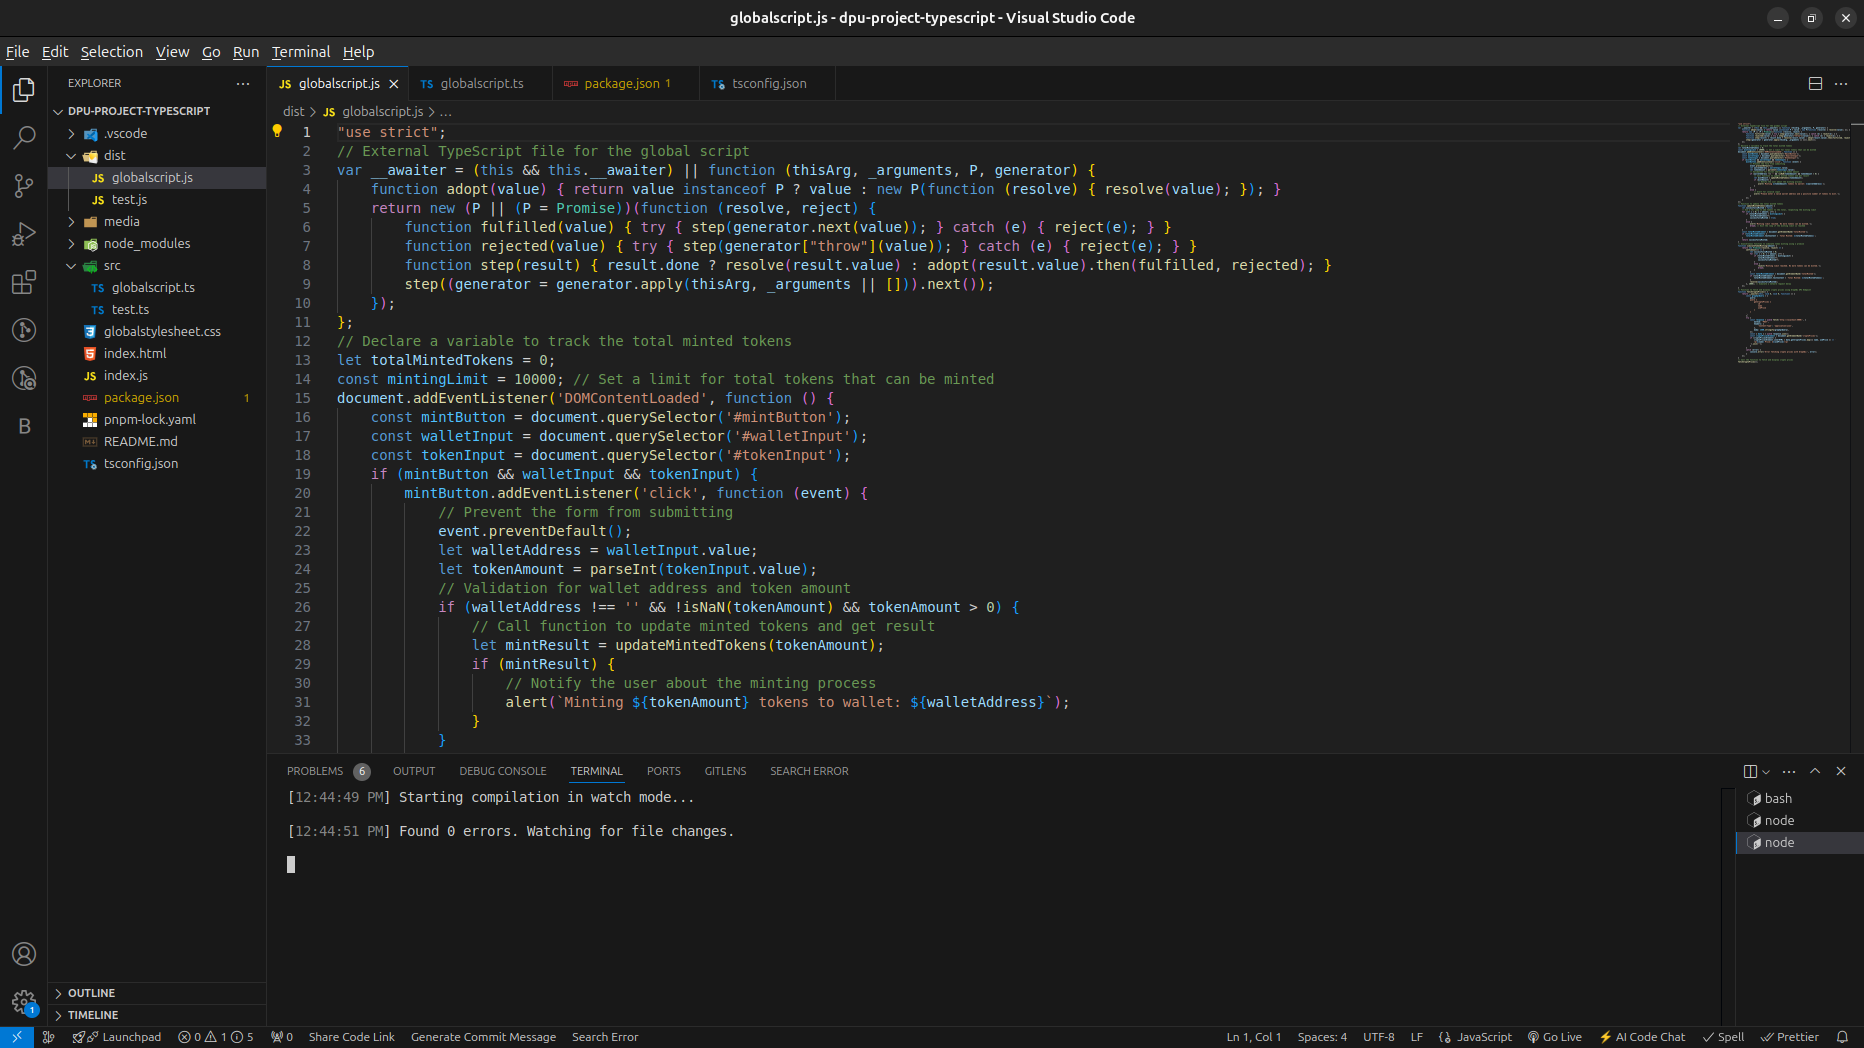 globalscript.js - dpu-project-typescript - Visual Studio Code
File Edit Selection View Go Run Terminal Help
EXPLORER
DPU-PROJECT-TYPESCRIPT
.vscode
dist
JS globalscript.js
JS test.js
media
node_modules
src
TS globalscript.ts
TS test.ts
globalstylesheet.css
index.html
JS index.js
package.json 1
pnpm-lock.yaml
README.md
TS tsconfig.json
OUTLINE
TIMELINE
JS globalscript.js TS globalscript.ts package.json 1 TS tsconfig.json
dist > JS globalscript.js > ...
1 "use strict";
2 // External TypeScript file for the global script
3 var __awaiter = (this && this.__awaiter) || function (thisArg, _arguments, P, generator) {
4 function adopt(value) { return value instanceof P ? value : new P(function (resolve) { resolve(value); }); }
5 return new (P || (P = Promise))(function (resolve, reject) {
6 function fulfilled(value) { try { step(generator.next(value)); } catch (e) { reject(e); } }
7 function rejected(value) { try { step(generator["throw"](value)); } catch (e) { reject(e); } }
8 function step(result) { result.done ? resolve(result.value) : adopt(result.value).then(fulfilled, rejected); }
9 step((generator = generator.apply(thisArg, _arguments || [])).next());
10 });
11 };
12 // Declare a variable to track the total minted tokens
13 let totalMintedTokens = 0;
14 const mintingLimit = 10000; // Set a limit for total tokens that can be minted
15 document.addEventListener('DOMContentLoaded', function () {
16 const mintButton = document.querySelector('#mintButton');
17 const walletInput = document.querySelector('#walletInput');
18 const tokenInput = document.querySelector('#tokenInput');
19 if (mintButton && walletInput && tokenInput) {
20 mintButton.addEventListener('click', function (event) {
21 // Prevent the form from submitting
22 event.preventDefault();
23 let walletAddress = walletInput.value;
24 let tokenAmount = parseInt(tokenInput.value);
25 // Validation for wallet address and token amount
26 if (walletAddress !== '' && !isNaN(tokenAmount) && tokenAmount > 0) {
27 // Call function to update minted tokens and get result
28 let mintResult = updateMintedTokens(tokenAmount);
29 if (mintResult) {
30 // Notify the user about the minting process
31 alert(`Minting ${tokenAmount} tokens to wallet: ${walletAddress}`);
32 }
33 }
PROBLEMS 6 OUTPUT DEBUG CONSOLE TERMINAL PORTS GITLENS SEARCH ERROR
[12:44:49 PM] Starting compilation in watch mode...
[12:44:51 PM] Found 0 errors. Watching for file changes.
bash
node
node
B
1
Launchpad 0 1 5 0 Share Code Link Generate Commit Message Search Error Ln 1, Col 1 Spaces: 4 UTF-8 LF {} JavaScript Go Live AI Code Chat Spell Prettier